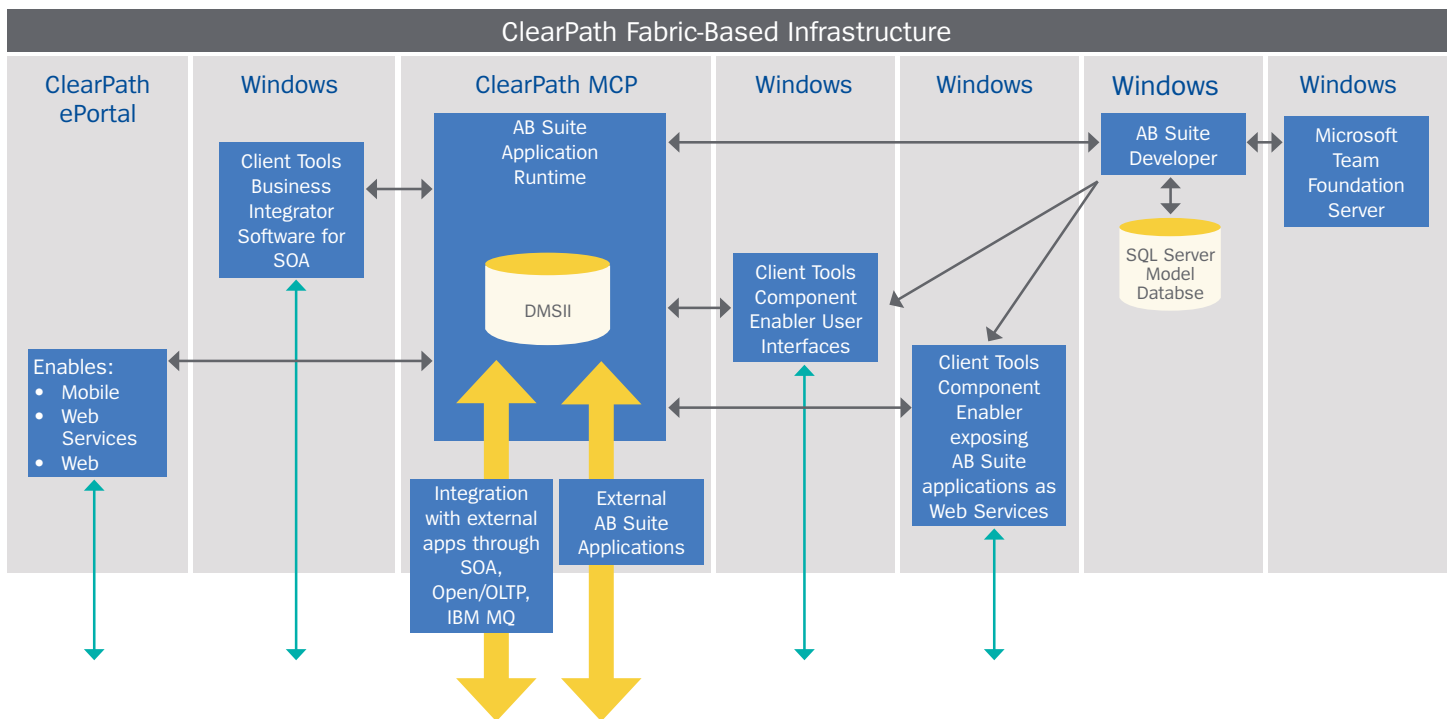 ClearPath Fabric-Based Infrastructure
ClearPath
ePortal
Enables:
• Mobile
• Web
Services
• Web
Windows
Client Tools
Business
Integrator
Software for
SOA
ClearPath MCP
AB Suite
Application
Runtime
DMSII
Integration
with external
apps through
SOA,
Open/OLTP,
IBM MQ
External
AB Suite
Applications
Windows
Client Tools
Component
Enabler User
Interfaces
Windows
Client Tools
Component
Enabler
exposing
AB Suite
applications as
Web Services
Windows
AB Suite
Developer
SQL Server
Model
Databse
Windows
Microsoft
Team
Foundation
Server